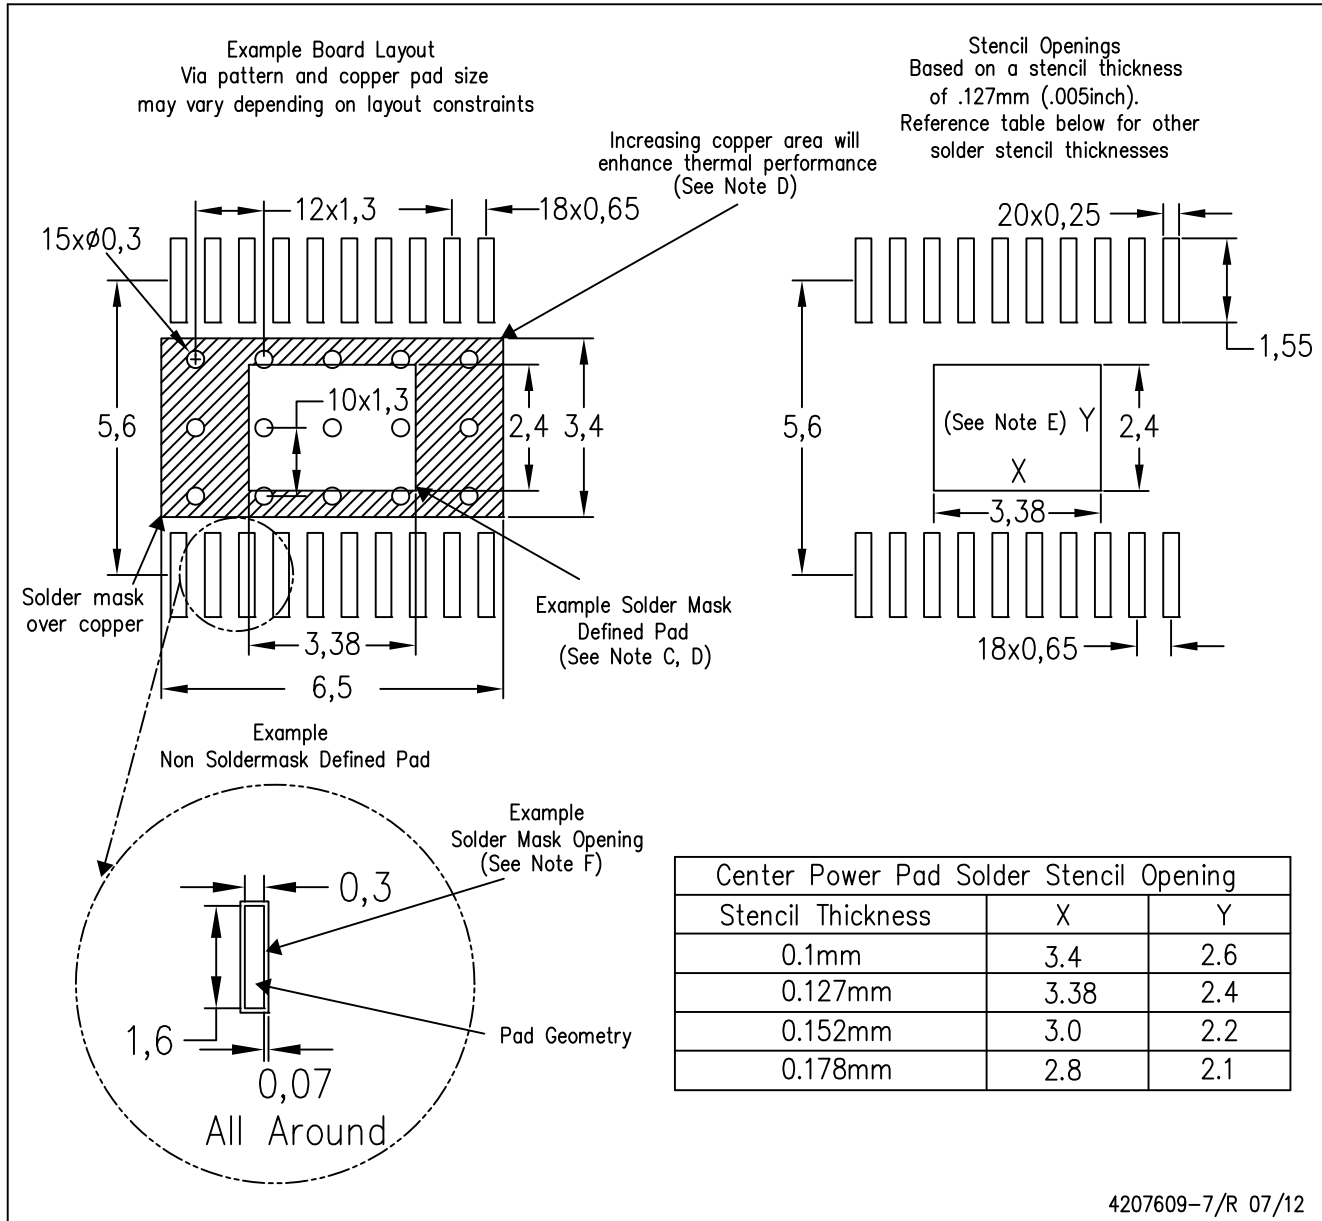 Example Board Layout
Via pattern and copper pad size
may vary depending on layout constraints
Stencil Openings
Based on a stencil thickness
of .127mm (.005inch).
Reference table below for other
solder stencil thicknesses
Increasing copper area will
enhance thermal performance
(See Note D)
12x1,3
18x0,65
15xø0,3
5,6
10x1,3
2,4
3,4
Solder mask
over copper
3,38
6,5
Example Solder Mask
Defined Pad
(See Note C, D)
20x0,25
1,55
5,6
(See Note E) Y
X
2,4
3,38
18x0,65
Example
Non Soldermask Defined Pad
Example
Solder Mask Opening
(See Note F)
0,3
1,6
Pad Geometry
0,07
All Around
Center Power Pad Solder Stencil Opening
Stencil Thickness X Y
0.1mm 3.4 2.6
0.127mm 3.38 2.4
0.152mm 3.0 2.2
0.178mm 2.8 2.1
4207609-7/R 07/12